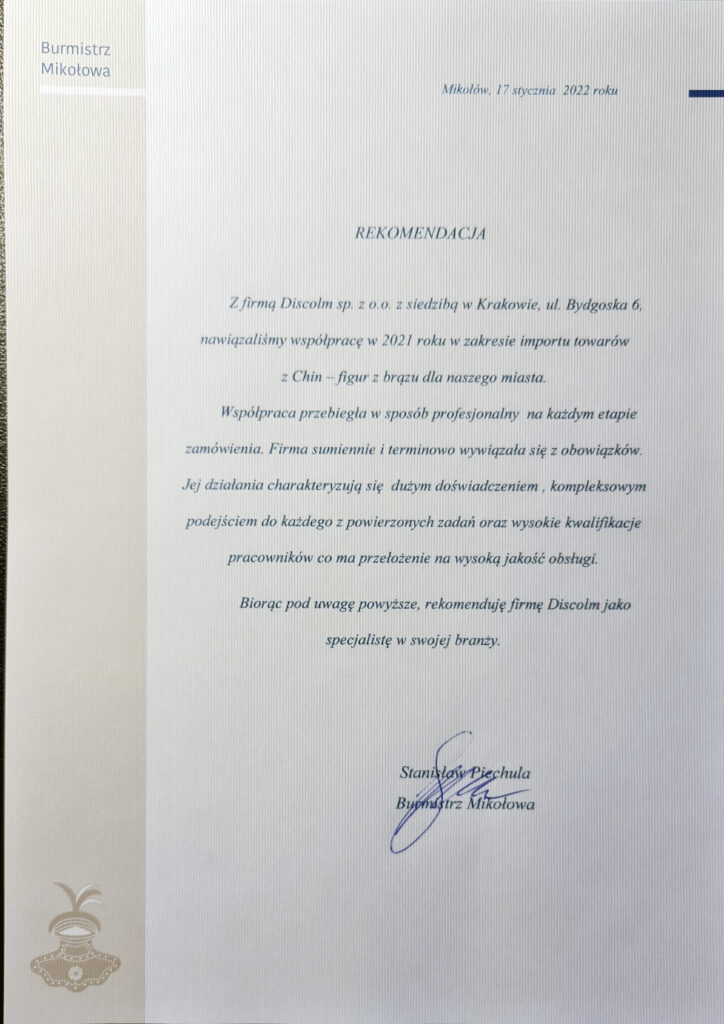 Burmistrz
Mikołowa
Mikołów, 17 stycznia 2022 roku
REKOMENDACJA
Z firmą Discolm sp. z o.o. z siedzibą w Krakowie, ul. Bydgoska 6,
nawiązaliśmy współpracę w 2021 roku w zakresie importu towarów
z Chin – figur z brązu dla naszego miasta.
Współpraca przebiegła w sposób profesjonalny na każdym etapie
zamówienia. Firma sumiennie i terminowo wywiązała się z obowiązków.
Jej działania charakteryzują się dużym doświadczeniem , kompleksowym
podejściem do każdego z powierzonych zadań oraz wysokie kwalifikacje
pracowników co ma przełożenie na wysoką jakość obsługi.
Biorąc pod uwagę powyższe, rekomenduję firmę Discolm jako
specjalistę w swojej branży.
Stanisław Piechula
Burmistrz Mikołowa